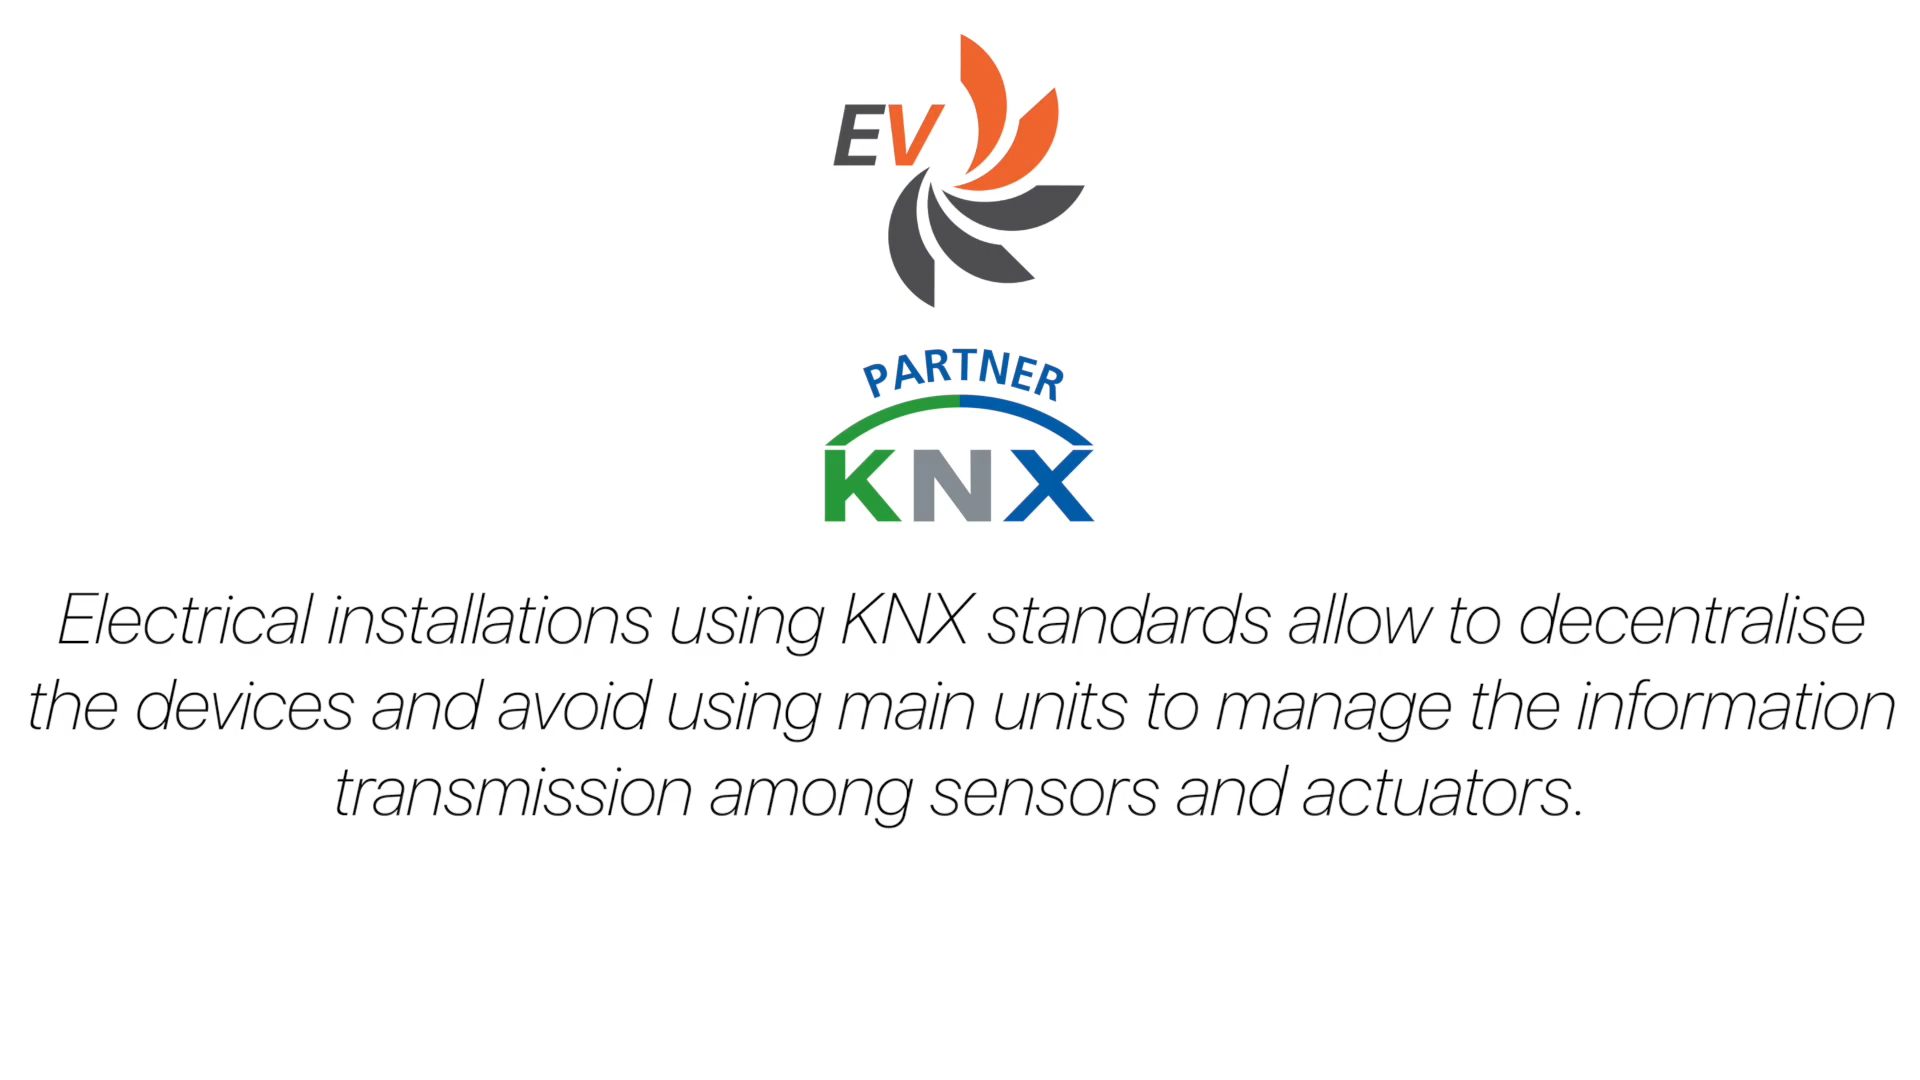 EV
PARTNER
KNX
Electrical installations using KNX standards allow to decentralise
the devices and avoid using main units to manage the information
transmission among sensors and actuators.